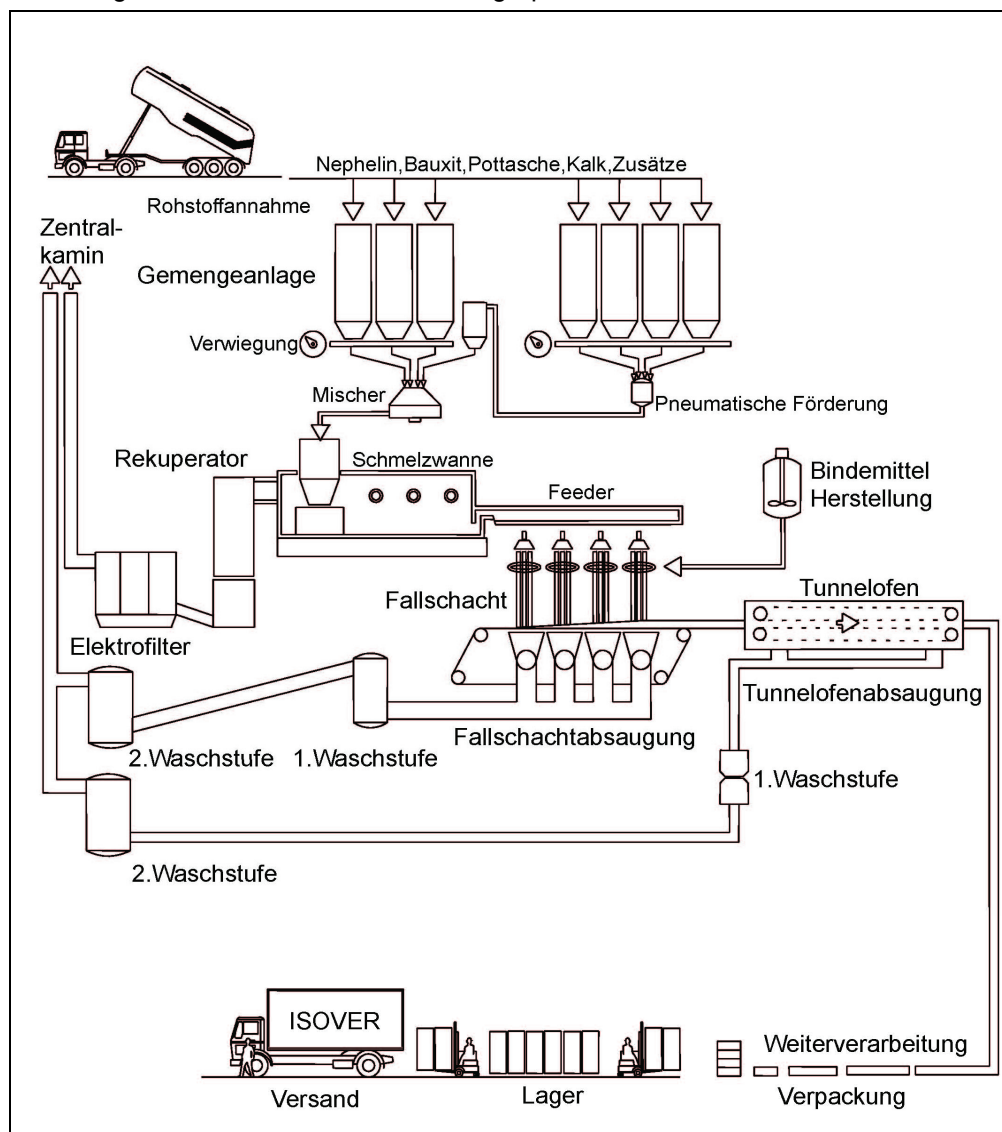 Nephelin,Bauxit,Pottasche,Kalk,Zusätze
Rohstoffannahme
Zentral-
kamin
Gemengeanlage
Verwiegung
Mischer
Pneumatische Förderung
Rekuperator
Schmelzwanne
Feeder
Bindemittel
Herstellung
Fallschacht
Tunnelofen
Elektrofilter
Tunnelofenabsaugung
2.Waschstufe
1.Waschstufe
Fallschachtabsaugung
1.Waschstufe
2.Waschstufe
ISOVER
Weiterverarbeitung
Versand
Lager
Verpackung